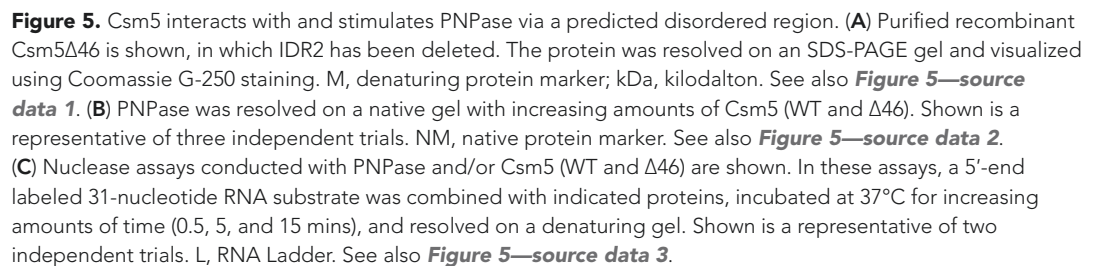 Figure 5. Csm5 interacts with and stimulates PNPase via a predicted disordered region. (A) Purified recombinant
Csm5Δ46 is shown, in which IDR2 has been deleted. The protein was resolved on an SDS-PAGE gel and visualized
using Coomassie G-250 staining. M, denaturing protein marker; kDa, kilodalton. See also Figure 5—source
data 1. (B) PNPase was resolved on a native gel with increasing amounts of Csm5 (WT and Δ46). Shown is a
representative of three independent trials. NM, native protein marker. See also Figure 5—source data 2.
(C) Nuclease assays conducted with PNPase and/or Csm5 (WT and Δ46) are shown. In these assays, a 5’-end
labeled 31-nucleotide RNA substrate was combined with indicated proteins, incubated at 37°C for increasing
amounts of time (0.5, 5, and 15 mins), and resolved on a denaturing gel. Shown is a representative of two
independent trials. L, RNA Ladder. See also Figure 5—source data 3.